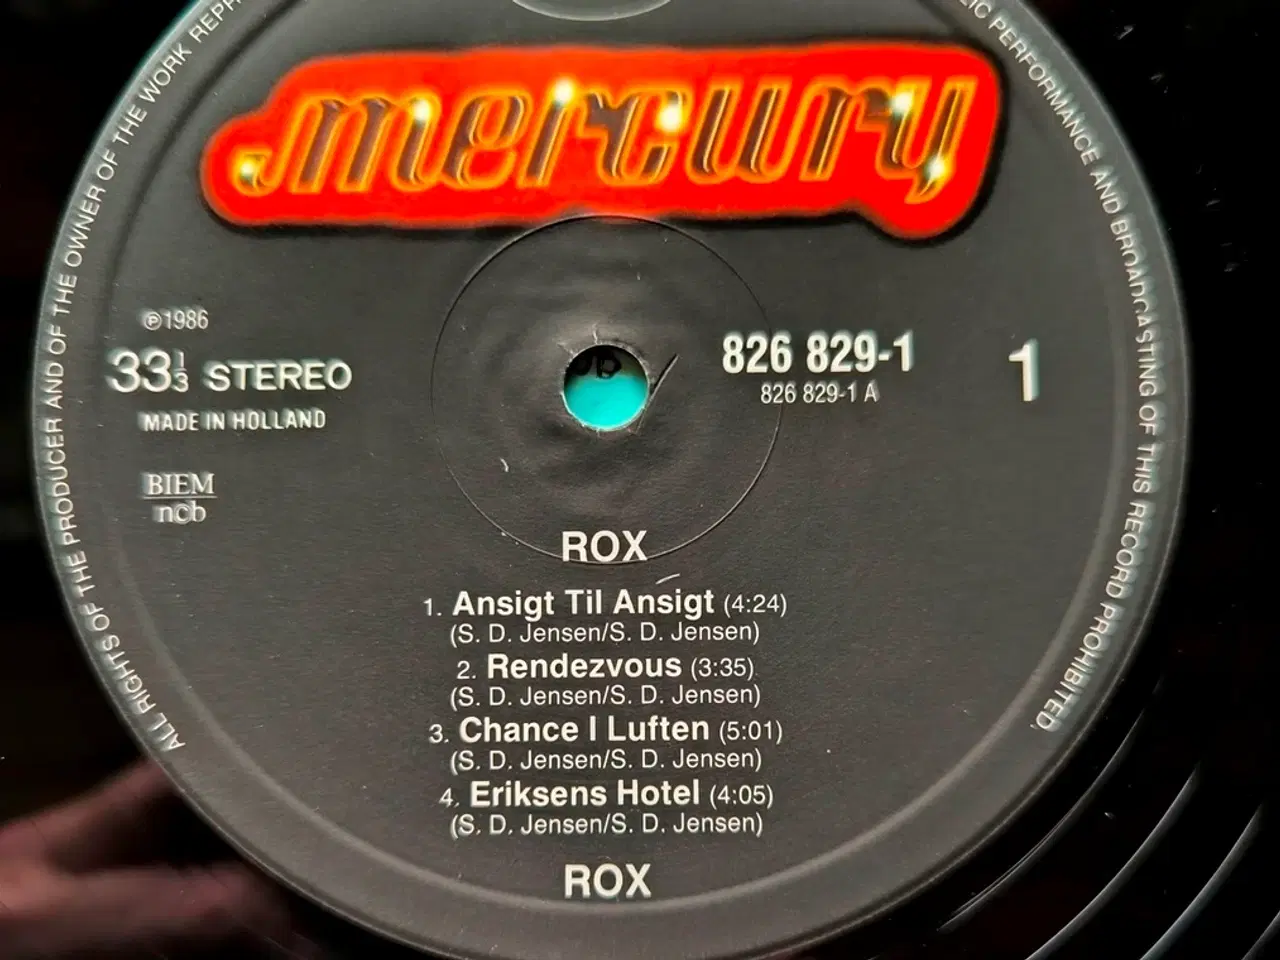 mercury
℗1986
33 1/3 STEREO
MADE IN HOLLAND
BIEM
ncb
826 829-1
826 829-1 A
1
ROX
1. Ansigt Til Ansigt (4:24)
(S. D. Jensen/S. D. Jensen)
2. Rendezvous (3:35)
(S. D. Jensen/S. D. Jensen)
3. Chance I Luften (5:01)
(S. D. Jensen/S. D. Jensen)
4. Eriksens Hotel (4:05)
(S. D. Jensen/S. D. Jensen)
ROX
ALL RIGHTS OF THE PRODUCER AND OF THE OWNER OF THE WORK
PERFORMANCE AND BROADCASTING OF THIS RECORD PROHIBITED.